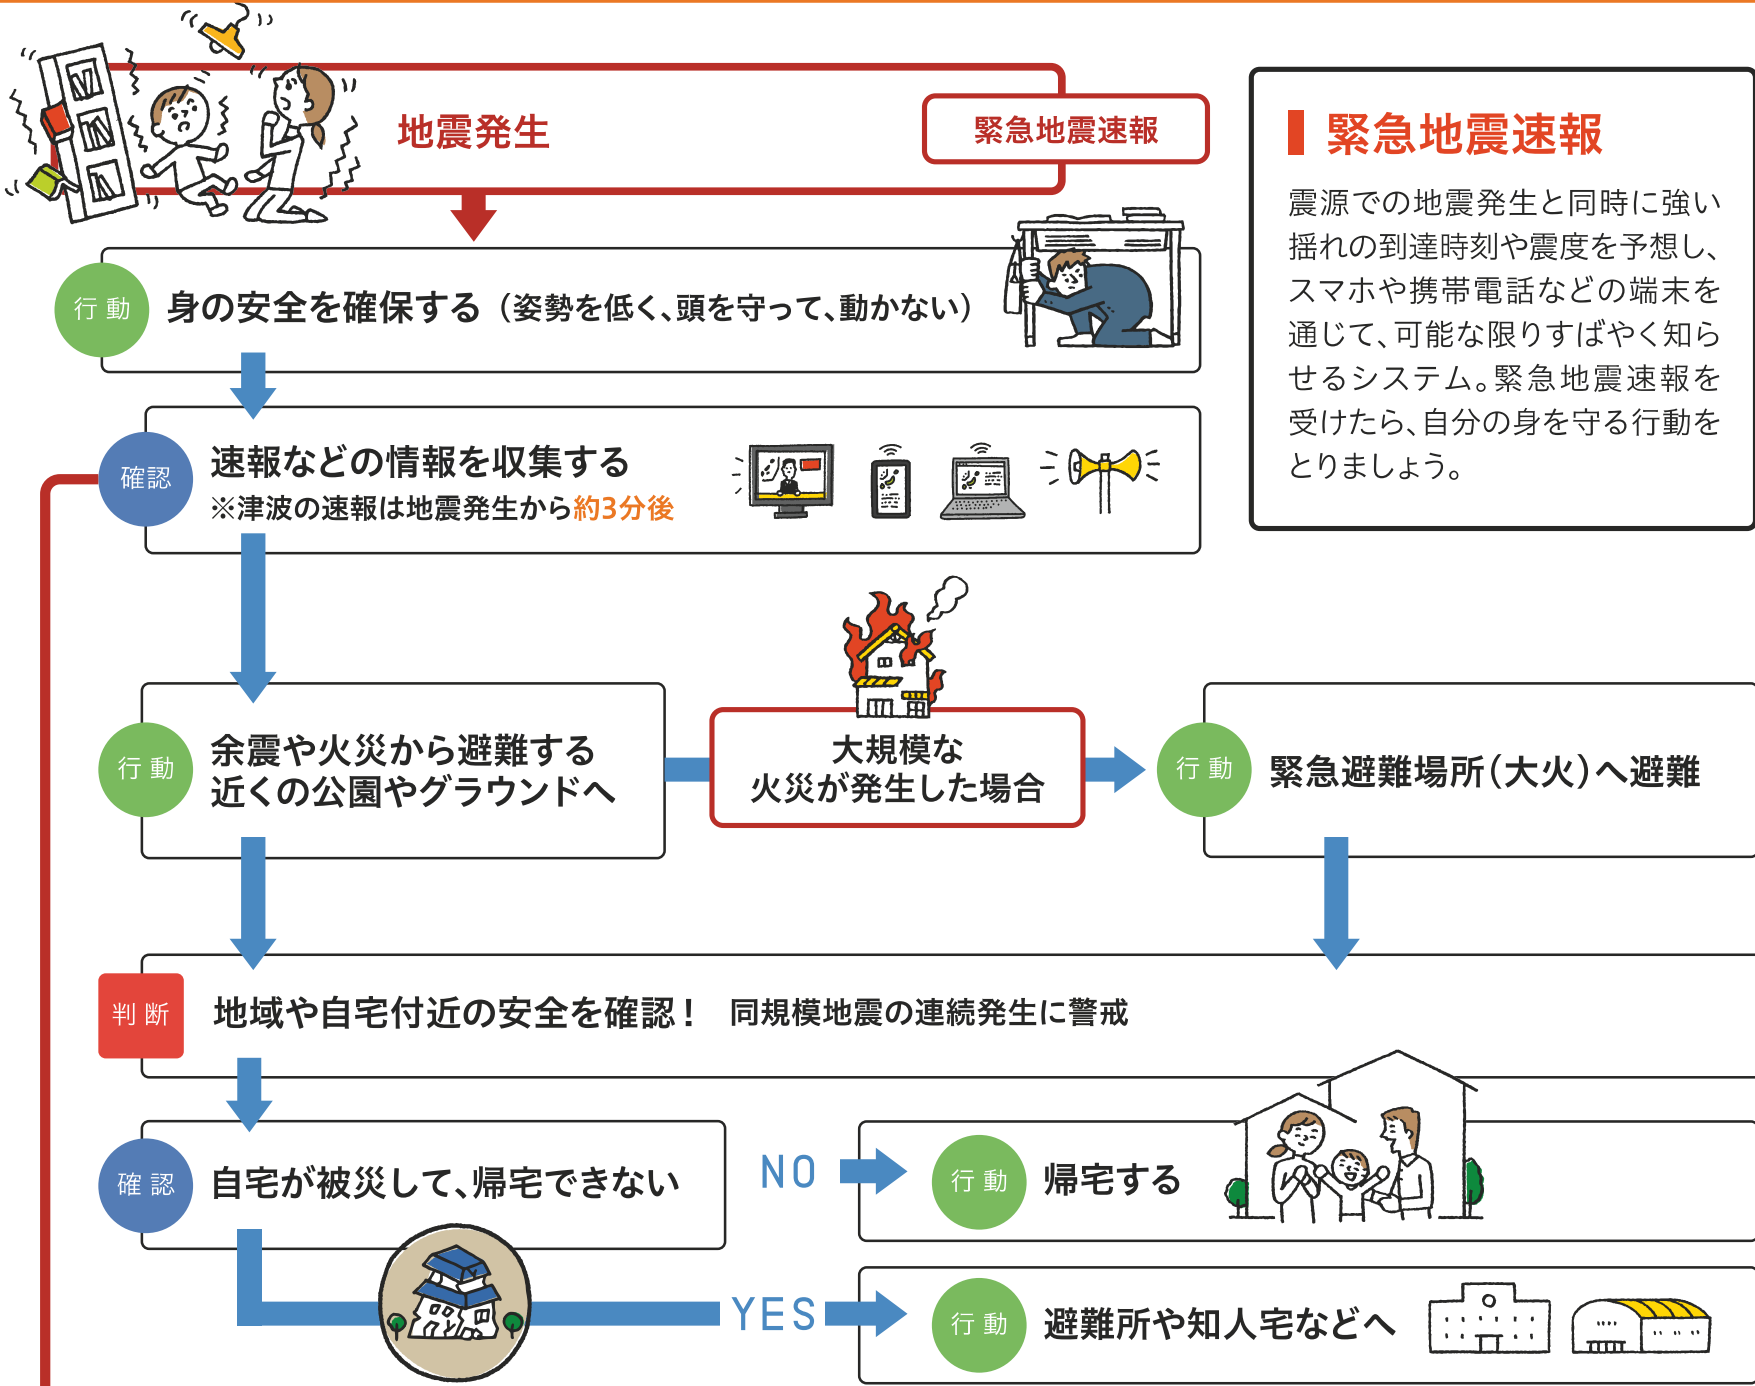 地震発生
緊急地震速報
緊急地震速報
震源での地震発生と同時に強い
揺れの到達時刻や震度を予想し、
スマホや携帯電話などの端末を
通じて、可能な限りすばやく知ら
せるシステム。緊急地震速報を
受けたら、自分の身を守る行動を
とりましょう。
行動
身の安全を確保する（姿勢を低く、頭を守って、動かない）
確認
速報などの情報を収集する
※津波の速報は地震発生から約3分後
行動
余震や火災から避難する
近くの公園やグラウンドへ
大規模な
火災が発生した場合
行動
緊急避難場所（大火）へ避難
判断
地域や自宅付近の安全を確認！ 同規模地震の連続発生に警戒
確認
自宅が被災して、帰宅できない
NO
行動
帰宅する
YES
行動
避難所や知人宅などへ